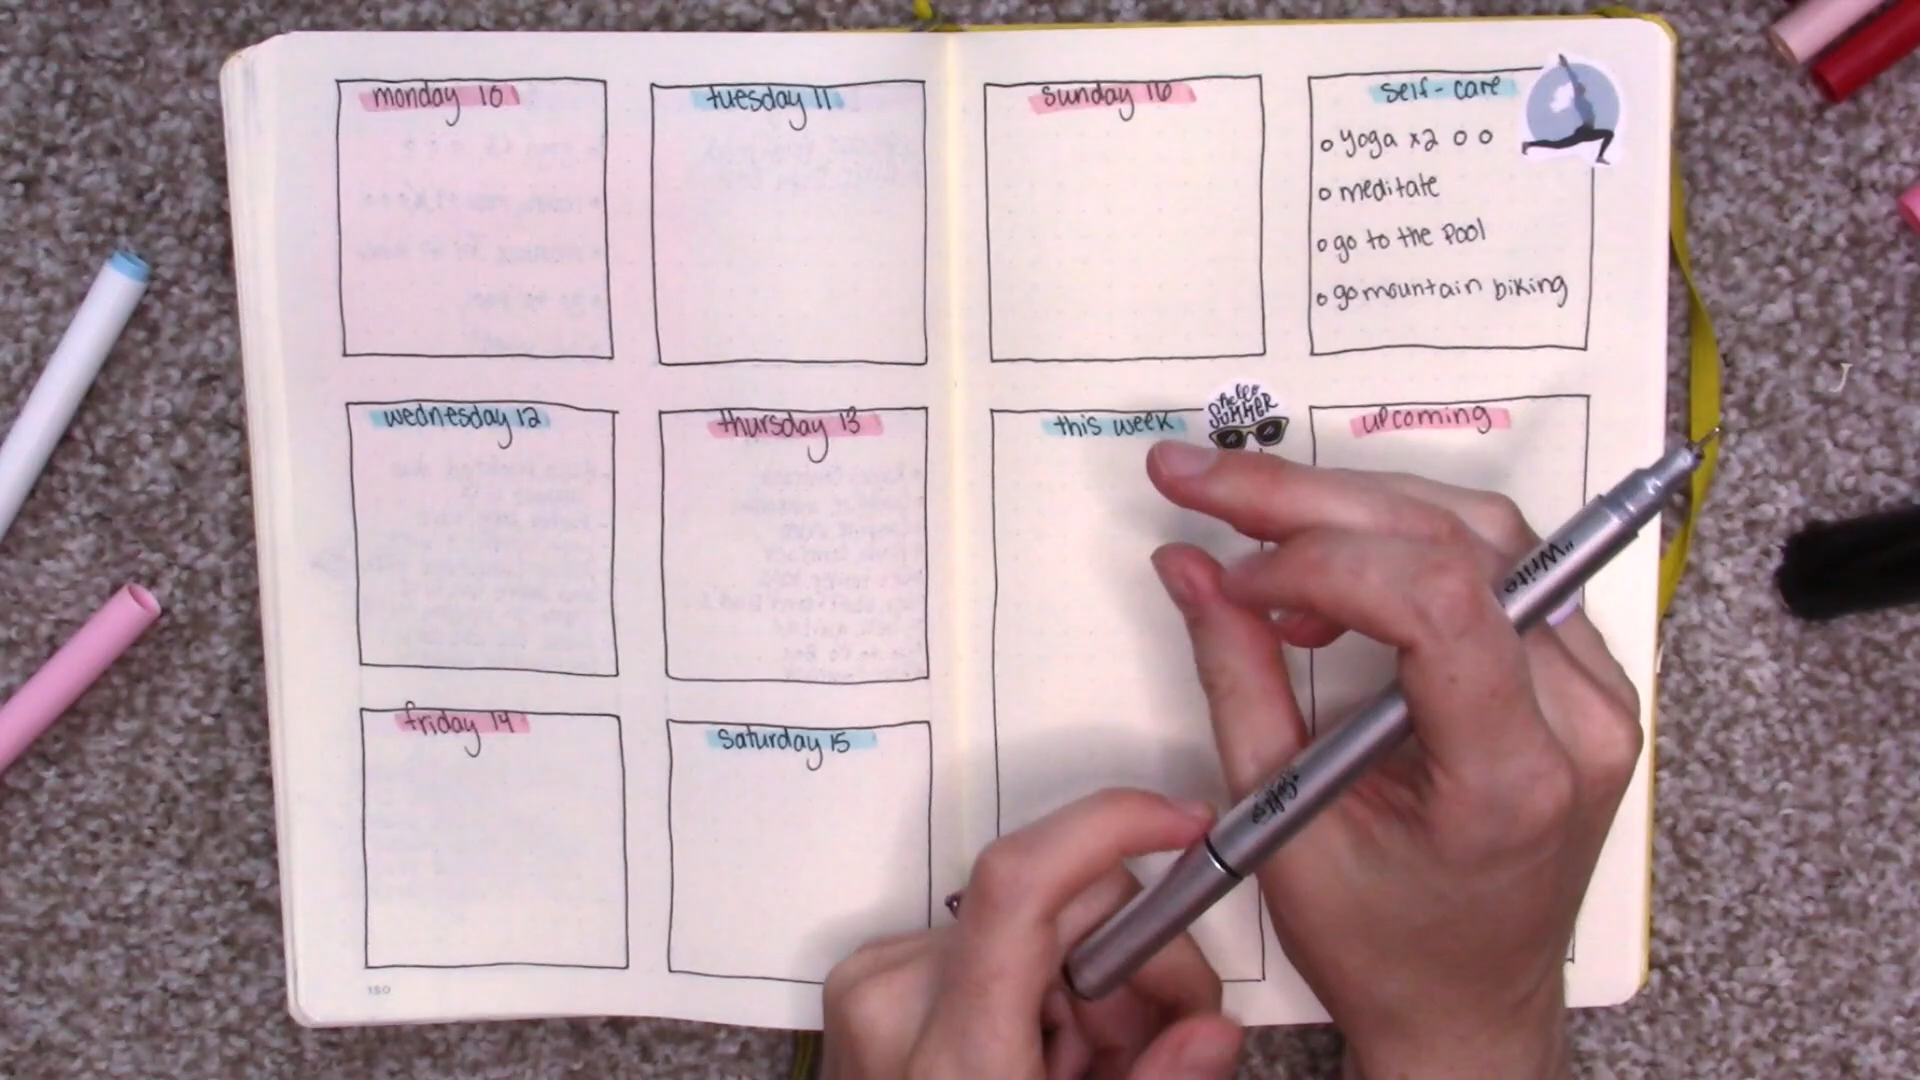 monday 10
tuesday 11
sunday 16
self-care
o yoga x2 o o
o meditate
o go to the pool
o go mountain biking
wednesday 12
thursday 13
this week
hello
SUMMER
upcoming
friday 14
saturday 15
"Write
150